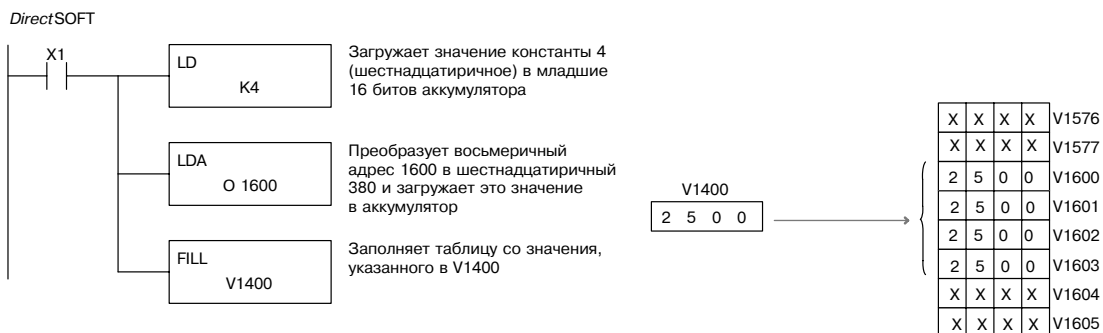 DirectSOFT
X1
LD
K4
Загружает значение константы 4
(шестнадцатиричное) в младшие
16 битов аккумулятора
LDA
O 1600
Преобразует восьмеричный
адрес 1600 в шестнадцатиричный
380 и загружает это значение
в аккумулятор
FILL
V1400
Заполняет таблицу со значения,
указанного в V1400
V1400
2 5 0 0
X X X X V1576
X X X X V1577
2 5 0 0 V1600
2 5 0 0 V1601
2 5 0 0 V1602
2 5 0 0 V1603
X X X X V1604
X X X X V1605